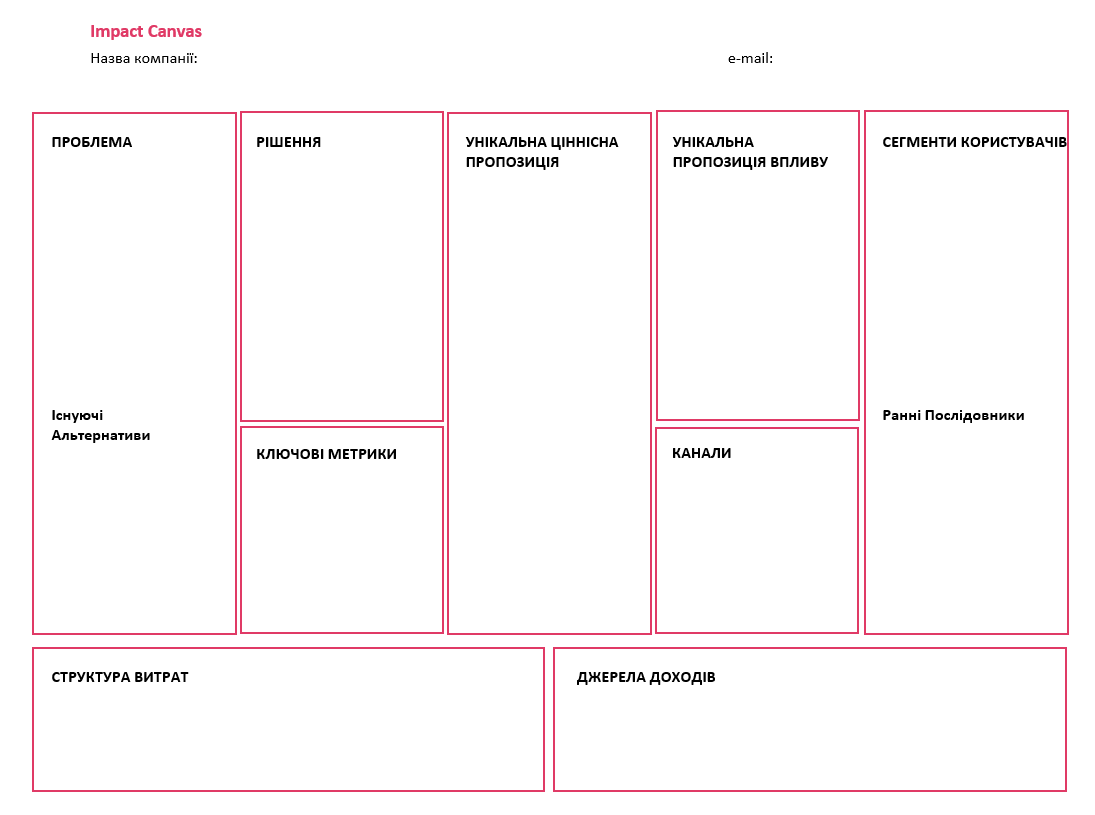 Impact Canvas
Назва компанії:
e-mail:
ПРОБЛЕМА
Існуючі
Альтернативи
РІШЕННЯ
КЛЮЧОВІ МЕТРИКИ
УНІКАЛЬНА ЦІННІСНА
ПРОПОЗИЦІЯ
УНІКАЛЬНА
ПРОПОЗИЦІЯ ВПЛИВУ
КАНАЛИ
СЕГМЕНТИ КОРИСТУВАЧІВ
Ранні Послідовники
СТРУКТУРА ВИТРАТ
ДЖЕРЕЛА ДОХОДІВ